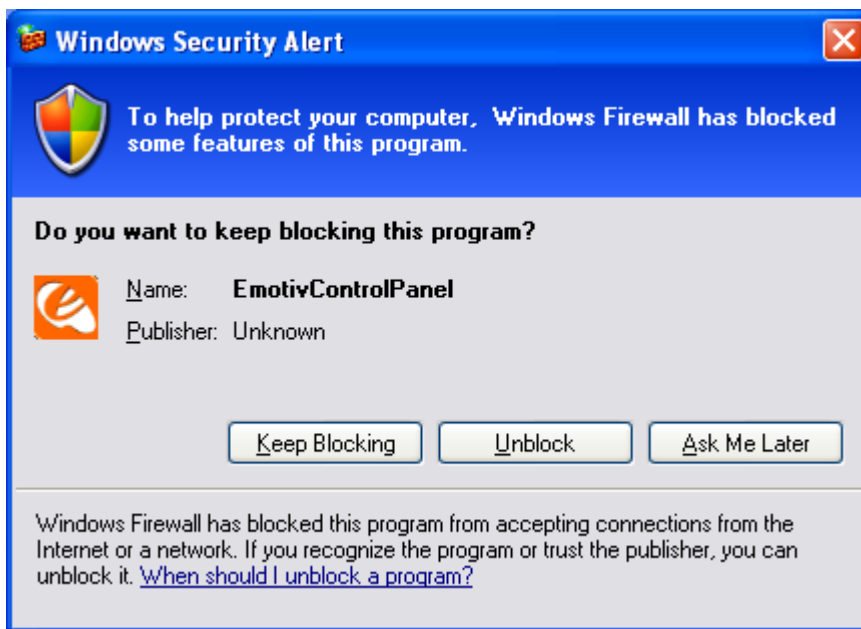 Windows Security Alert
To help protect your computer, Windows Firewall has blocked
some features of this program.
Do you want to keep blocking this program?
Name: EmotivControlPanel
Publisher: Unknown
Keep Blocking Unblock Ask Me Later
Windows Firewall has blocked this program from accepting connections from the
Internet or a network. If you recognize the program or trust the publisher, you can
unblock it. When should I unblock a program?